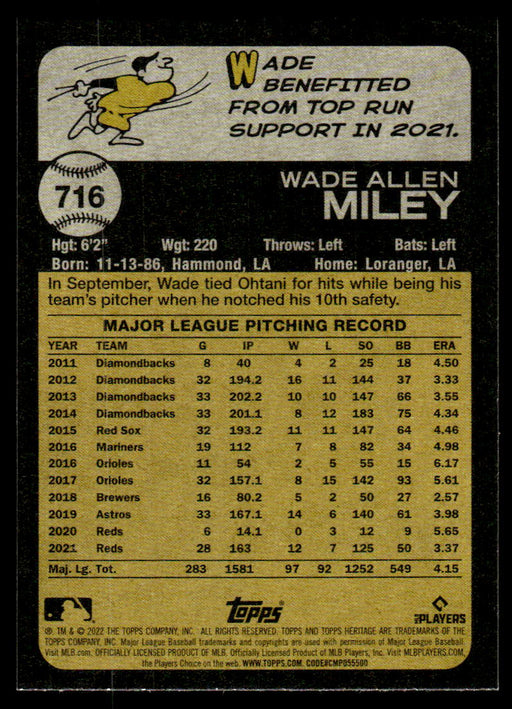 WADE
BENEFITTED
FROM TOP RUN
SUPPORT IN 2021.
716
WADE ALLEN
MILEY
Hgt: 6'2" Wgt: 220 Throws: Left Bats: Left
Born: 11-13-86, Hammond, LA Home: Loranger, LA
In September, Wade tied Ohtani for hits while being his
team's pitcher when he notched his 10th safety.
MAJOR LEAGUE PITCHING RECORD
YEAR TEAM G IP W L SO BB ERA
2011 Diamondbacks 8 40 4 2 25 18 4.50
2012 Diamondbacks 32 194.2 16 11 144 37 3.33
2013 Diamondbacks 33 202.2 10 10 147 66 3.55
2014 Diamondbacks 33 201.1 8 12 183 75 4.34
2015 Red Sox 32 193.2 11 11 147 64 4.46
2016 Mariners 19 112 7 8 82 34 4.98
2016 Orioles 11 54 2 5 55 15 6.17
2017 Orioles 32 157.1 8 15 142 93 5.61
2018 Brewers 16 80.2 5 2 50 27 2.57
2019 Astros 33 167.1 14 6 140 61 3.98
2020 Reds 6 14.1 0 3 12 9 5.65
2021 Reds 28 163 12 7 125 50 3.37
Maj. Lg. Tot. 283 1581 97 92 1252 549 4.15
topps
PLAYERS
®, TM & © 2022 THE TOPPS COMPANY, INC. ALL RIGHTS RESERVED. TOPPS AND TOPPS HERITAGE ARE TRADEMARKS OF THE
TOPPS COMPANY, INC. Major League Baseball trademarks and copyrights are used with permission of Major League Baseball.
Visit MLB.com. OFFICIALLY LICENSED PRODUCT OF MLB Players, Inc. Officially Licensed Product of MLB Players, Inc. Visit MLBPLAYERS.com,
the Players Choice on the web. WWW.TOPPS.COM. CODE#CMP055500